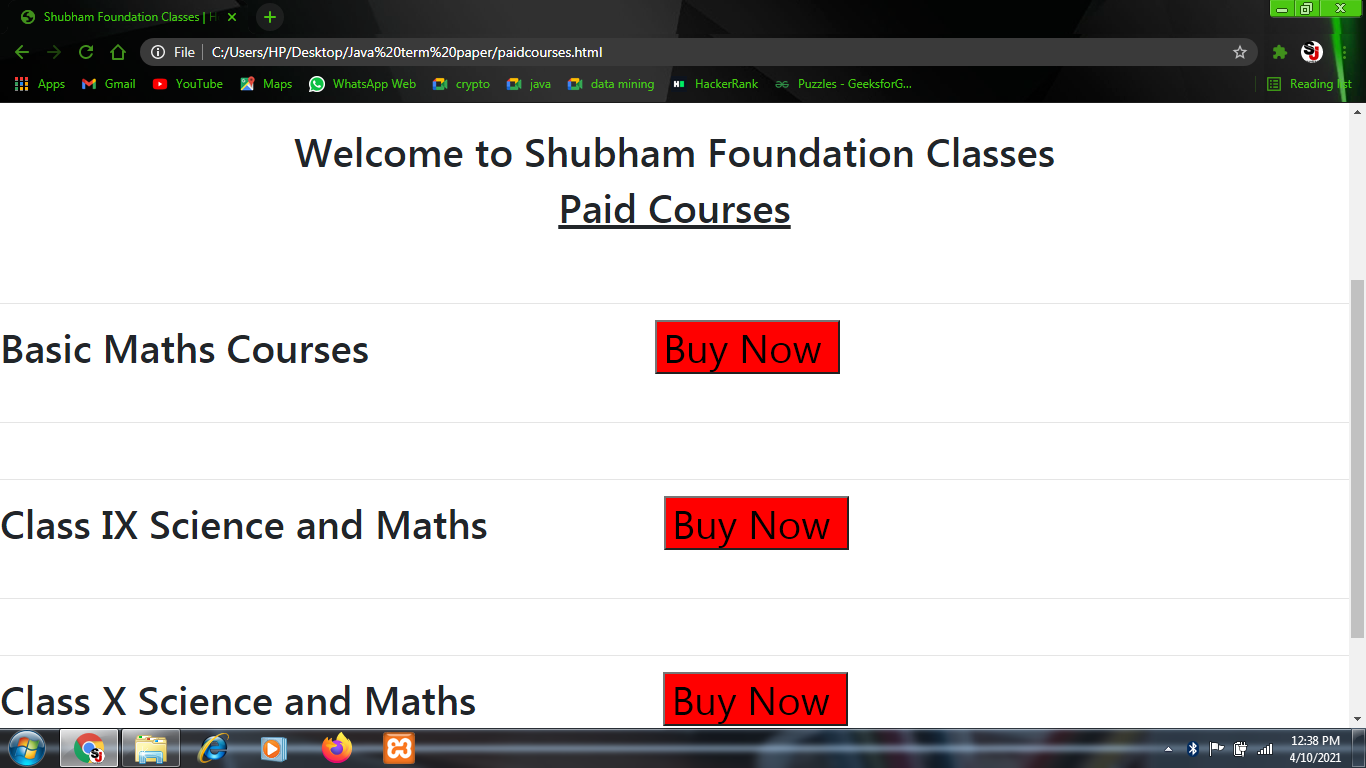 Shubham Foundation Classes | H
File
C:/Users/HP/Desktop/Java%20term%20paper/paidcourses.html
Apps Gmail YouTube Maps WhatsApp Web crypto java data mining HackerRank Puzzles - GeeksforG... Reading list
Welcome to Shubham Foundation Classes
Paid Courses
Basic Maths Courses Buy Now
Class IX Science and Maths Buy Now
Class X Science and Maths Buy Now
12:38 PM
4/10/2021